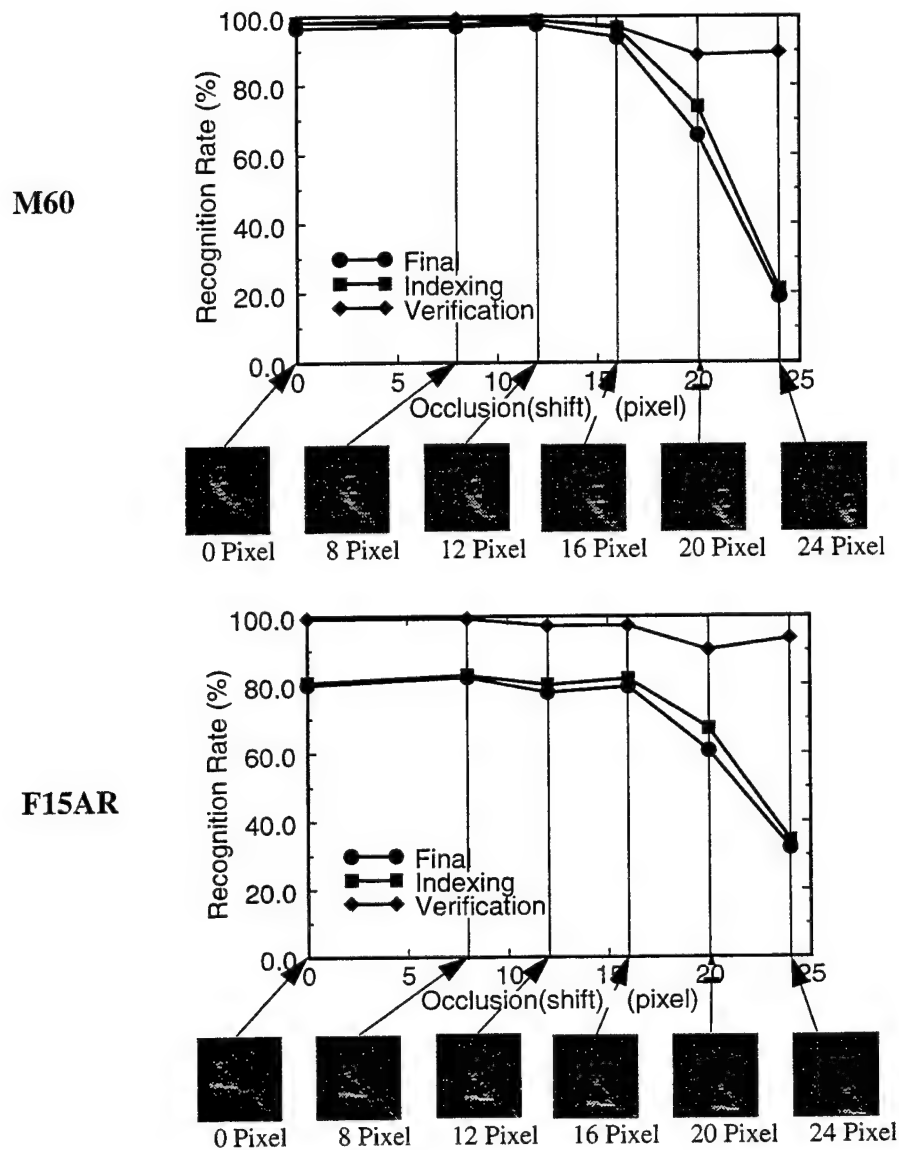 M60
Recognition Rate (%)
100.0
80.0
60.0
40.0
20.0
0.0
Final
Indexing
Verification
0 5 10 15 20 25
Occlusion(shift) (pixel)
0 Pixel 8 Pixel 12 Pixel 16 Pixel 20 Pixel 24 Pixel
F15AR
Recognition Rate (%)
100.0
80.0
60.0
40.0
20.0
0.0
Final
Indexing
Verification
0 5 10 15 20 25
Occlusion(shift) (pixel)
0 Pixel 8 Pixel 12 Pixel 16 Pixel 20 Pixel 24 Pixel